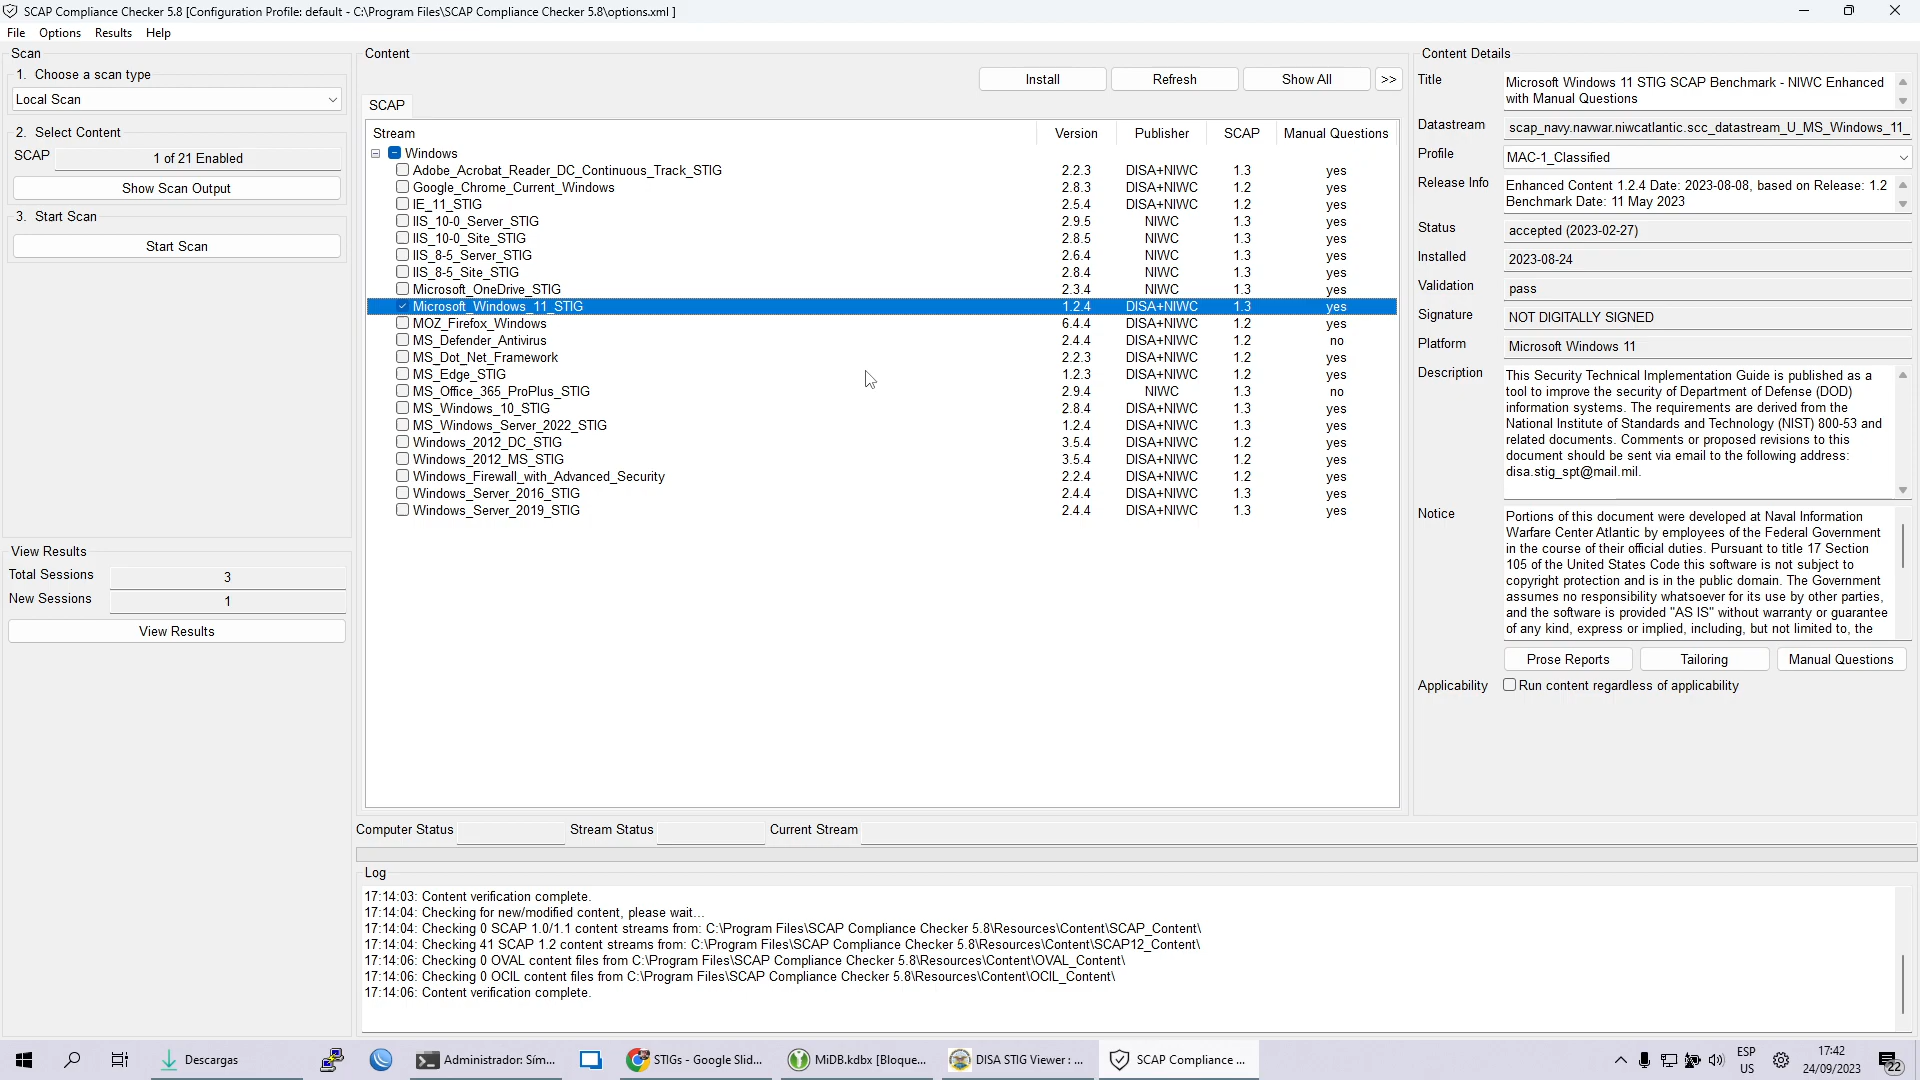 SCAP Compliance Checker 5.8 [Configuration Profile: default - C:\Program Files\SCAP Compliance Checker 5.8\options.xml ]
File Options Results Help
Scan
1. Choose a scan type
Local Scan
2. Select Content
SCAP 1 of 21 Enabled
Show Scan Output
3. Start Scan
Start Scan
View Results
Total Sessions 3
New Sessions 1
View Results
Content
Install Refresh Show All >>
SCAP
Stream Version Publisher SCAP Manual Questions
Windows
Adobe_Acrobat_Reader_DC_Continuous_Track_STIG 2.2.3 DISA+NIWC 1.3 yes
Google_Chrome_Current_Windows 2.8.3 DISA+NIWC 1.2 yes
IE_11_STIG 2.5.4 DISA+NIWC 1.2 yes
IIS_10-0_Server_STIG 2.9.5 NIWC 1.3 yes
IIS_10-0_Site_STIG 2.8.5 NIWC 1.3 yes
IIS_8-5_Server_STIG 2.6.4 NIWC 1.3 yes
IIS_8-5_Site_STIG 2.8.4 NIWC 1.3 yes
Microsoft_OneDrive_STIG 2.3.4 NIWC 1.3 yes
Microsoft_Windows_11_STIG 1.2.4 DISA+NIWC 1.3 yes
MOZ_Firefox_Windows 6.4.4 DISA+NIWC 1.2 yes
MS_Defender_Antivirus 2.4.4 DISA+NIWC 1.2 no
MS_Dot_Net_Framework 2.2.3 DISA+NIWC 1.2 yes
MS_Edge_STIG 1.2.3 DISA+NIWC 1.2 yes
MS_Office_365_ProPlus_STIG 2.9.4 NIWC 1.3 no
MS_Windows_10_STIG 2.8.4 DISA+NIWC 1.3 yes
MS_Windows_Server_2022_STIG 1.2.4 DISA+NIWC 1.3 yes
Windows_2012_DC_STIG 3.5.4 DISA+NIWC 1.2 yes
Windows_2012_MS_STIG 3.5.4 DISA+NIWC 1.2 yes
Windows_Firewall_with_Advanced_Security 2.2.4 DISA+NIWC 1.2 yes
Windows_Server_2016_STIG 2.4.4 DISA+NIWC 1.3 yes
Windows_Server_2019_STIG 2.4.4 DISA+NIWC 1.3 yes
Content Details
Title Microsoft Windows 11 STIG SCAP Benchmark - NIWC Enhanced
with Manual Questions
Datastream scap_navy.navwar.niwcatlantic.scc_datastream_U_MS_Windows_11_
Profile MAC-1_Classified
Release Info Enhanced Content 1.2.4 Date: 2023-08-08, based on Release: 1.2
Benchmark Date: 11 May 2023
Status accepted (2023-02-27)
Installed 2023-08-24
Validation pass
Signature NOT DIGITALLY SIGNED
Platform Microsoft Windows 11
Description This Security Technical Implementation Guide is published as a
tool to improve the security of Department of Defense (DOD)
information systems. The requirements are derived from the
National Institute of Standards and Technology (NIST) 800-53 and
related documents. Comments or proposed revisions to this
document should be sent via email to the following address:
disa.stig_spt@mail.mil.
Notice Portions of this document were developed at Naval Information
Warfare Center Atlantic by employees of the Federal Government
in the course of their official duties. Pursuant to title 17 Section
105 of the United States Code this software is not subject to
copyright protection and is in the public domain. The Government
assumes no responsibility whatsoever for its use by other parties,
and the software is provided "AS IS" without warranty or guarantee
of any kind, express or implied, including, but not limited to, the
Prose Reports Tailoring Manual Questions
Applicability Run content regardless of applicability
Computer Status Stream Status Current Stream
Log
17:14:03: Content verification complete.
17:14:04: Checking for new/modified content, please wait...
17:14:04: Checking 0 SCAP 1.0/1.1 content streams from: C:\Program Files\SCAP Compliance Checker 5.8\Resources\Content\SCAP_Content\
17:14:04: Checking 41 SCAP 1.2 content streams from: C:\Program Files\SCAP Compliance Checker 5.8\Resources\Content\SCAP12_Content\
17:14:06: Checking 0 OVAL content files from C:\Program Files\SCAP Compliance Checker 5.8\Resources\Content\OVAL_Content\
17:14:06: Checking 0 OCIL content files from C:\Program Files\SCAP Compliance Checker 5.8\Resources\Content\OCIL_Content\
17:14:06: Content verification complete.
Descargas Administrador: Sím... STIGs - Google Slid... MiDB.kdbx [Bloque... DISA STIG Viewer : ... SCAP Compliance ... ESP US 17:42 24/09/2023 22